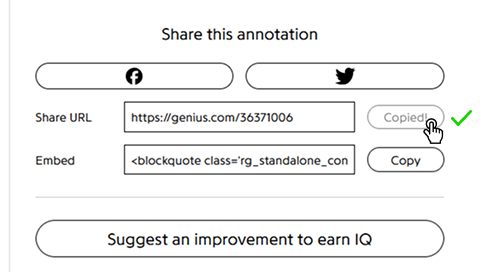 Share this annotation
Share URL https://genius.com/36371006 Copied!
Embed <blockquote class='rg_standalone_con Copy
Suggest an improvement to earn IQ